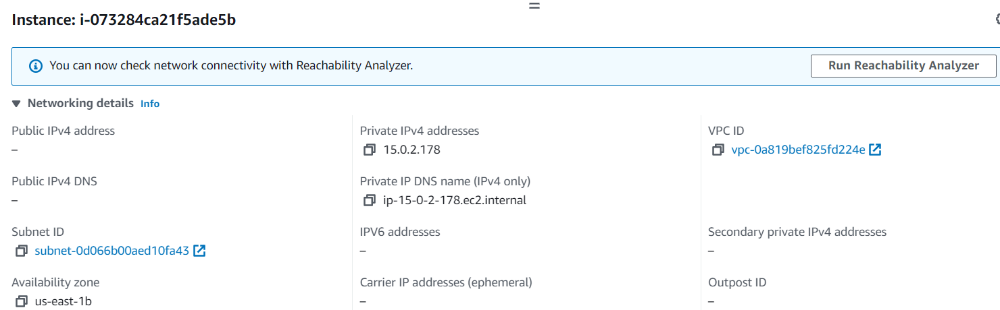 Instance: i-073284ca21f5ade5b
You can now check network connectivity with Reachability Analyzer.
Run Reachability Analyzer
Networking details Info
Public IPv4 address
–
Private IPv4 addresses
15.0.2.178
VPC ID
vpc-0a819bef825fd224e
Public IPv4 DNS
–
Private IP DNS name (IPv4 only)
ip-15-0-2-178.ec2.internal
Subnet ID
subnet-0d066b00aed10fa43
IPV6 addresses
–
Secondary private IPv4 addresses
–
Availability zone
us-east-1b
Carrier IP addresses (ephemeral)
–
Outpost ID
–